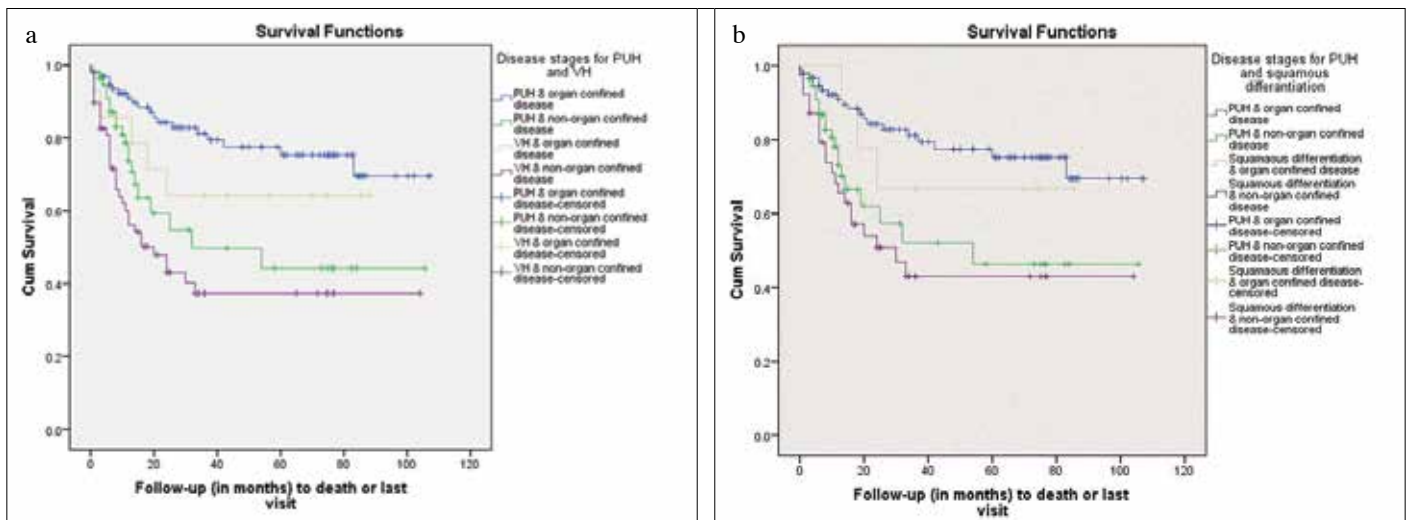 a
Survival Functions
Cum Survival
1.0
0.8
0.6
0.4
0.2
0.0
0 20 40 60 80 100 120
Follow-up (in months) to death or last
visit
Disease stages for PUH
and VH
PUH & organ confined
disease
PUH & non-organ confined
disease
VH & organ confined
disease
VH & non-organ confined
disease
PUH & organ confined
disease-censored
PUH & non-organ confined
disease-censored
VH & organ confined
disease-censored
VH & non-organ confined
disease-censored
b
Survival Functions
Cum Survival
1.0
0.8
0.6
0.4
0.2
0.0
0 20 40 60 80 100 120
Follow-up (in months) to death or last
visit
Disease stages for PUH
and squamous
differentiation
PUH & organ confined
disease
PUH & non-organ confined
disease
Squamous differentiation
& organ confined disease
Squamous differentiation
& non-organ confined
disease
PUH & organ confined
disease-censored
PUH & non-organ confined
disease-censored
Squamaous differentiation
& organ confined disease-
censored
Squamous differentiation
& non-organ confined
disease-censored